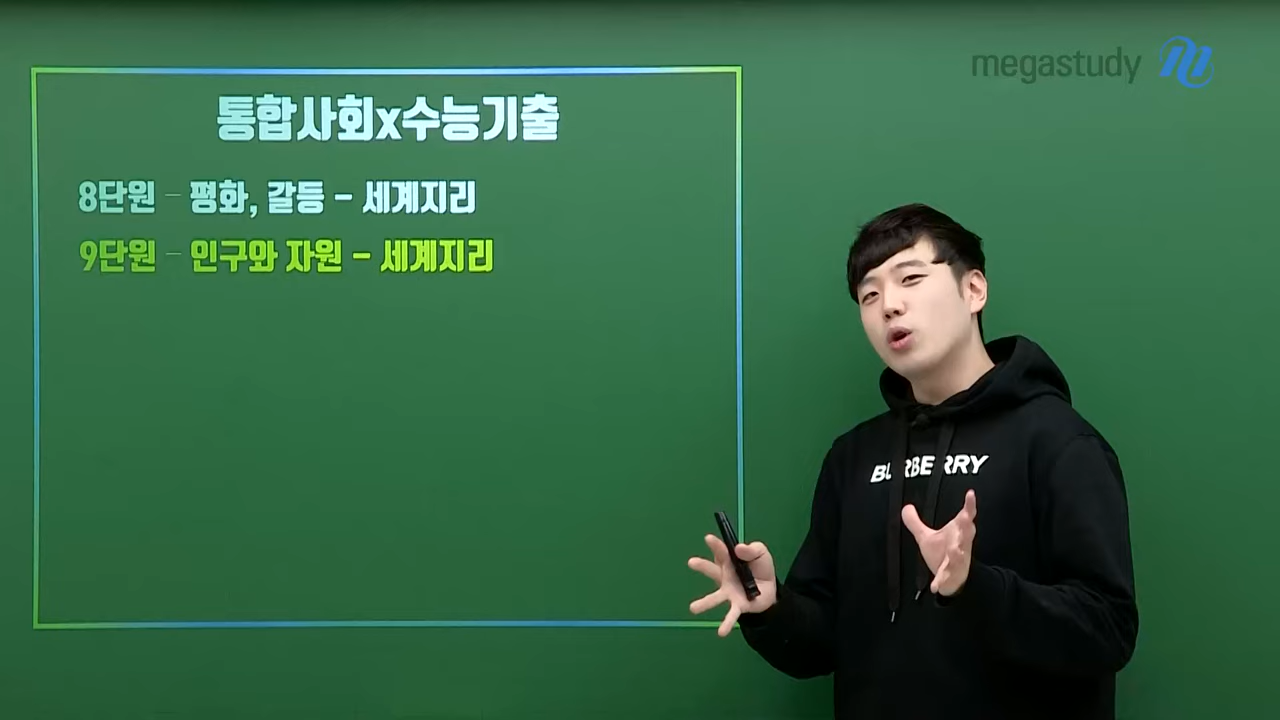 megastudy
통합사회x수능기출
8단원 - 평화, 갈등 - 세계지리
9단원 - 인구와 자원 - 세계지리
BURBERRY